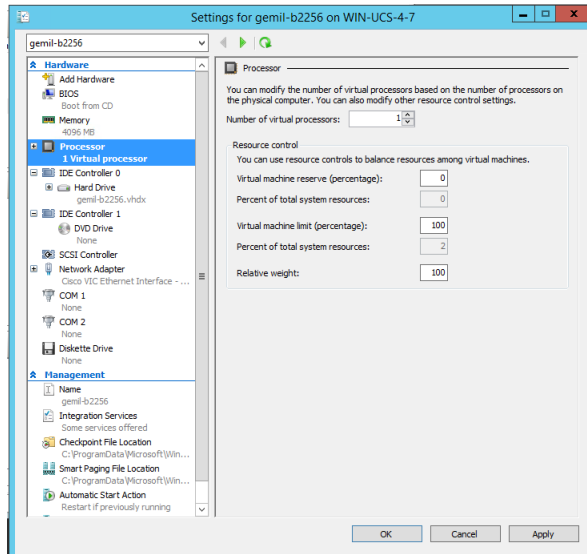 Settings for gemil-b2256 on WIN-UCS-4-7
gemil-b2256
Hardware
Add Hardware
BIOS
Boot from CD
Memory
4096 MB
Processor
1 Virtual processor
IDE Controller 0
Hard Drive
gemil-b2256.vhdx
IDE Controller 1
DVD Drive
None
SCSI Controller
Network Adapter
Cisco VIC Ethernet Interface - ...
COM 1
None
COM 2
None
Diskette Drive
None
Management
Name
gemil-b2256
Integration Services
Some services offered
Checkpoint File Location
C:\ProgramData\Microsoft\Win...
Smart Paging File Location
C:\ProgramData\Microsoft\Win...
Automatic Start Action
Restart if previously running
Processor
You can modify the number of virtual processors based on the number of processors on
the physical computer. You can also modify other resource control settings.
Number of virtual processors: 1
Resource control
You can use resource controls to balance resources among virtual machines.
Virtual machine reserve (percentage): 0
Percent of total system resources: 0
Virtual machine limit (percentage): 100
Percent of total system resources: 2
Relative weight: 100
OK Cancel Apply